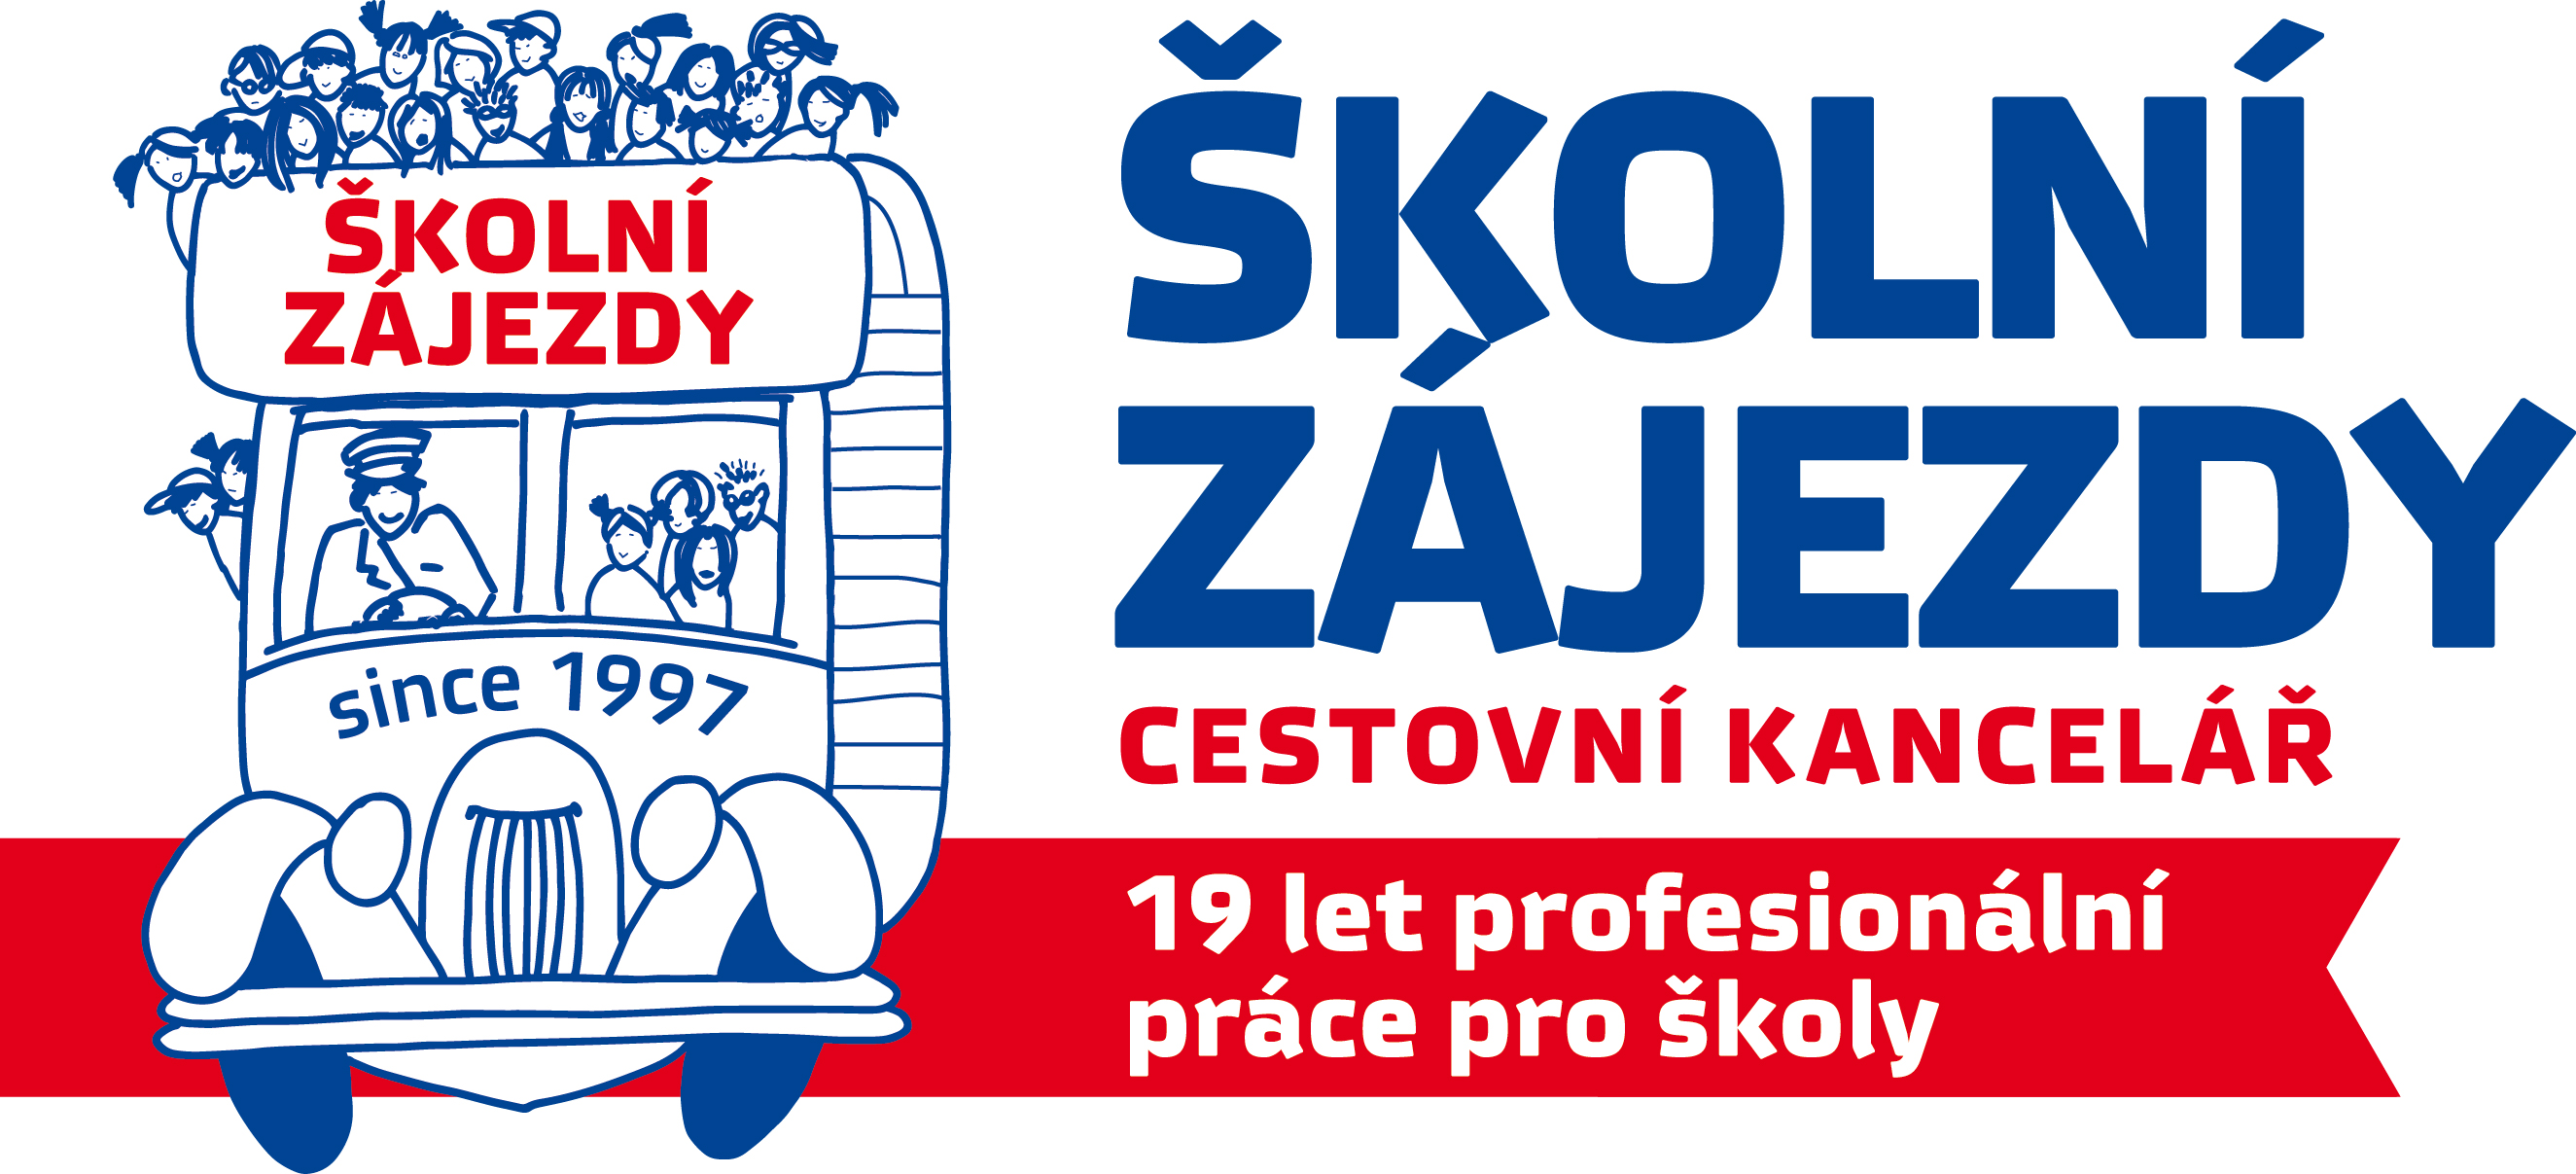 ŠKOLNÍ
ZÁJEZDY
since 1997
ŠKOLNÍ
ZÁJEZDY
CESTOVNÍ KANCELÁŘ
19 let profesionální
práce pro školy